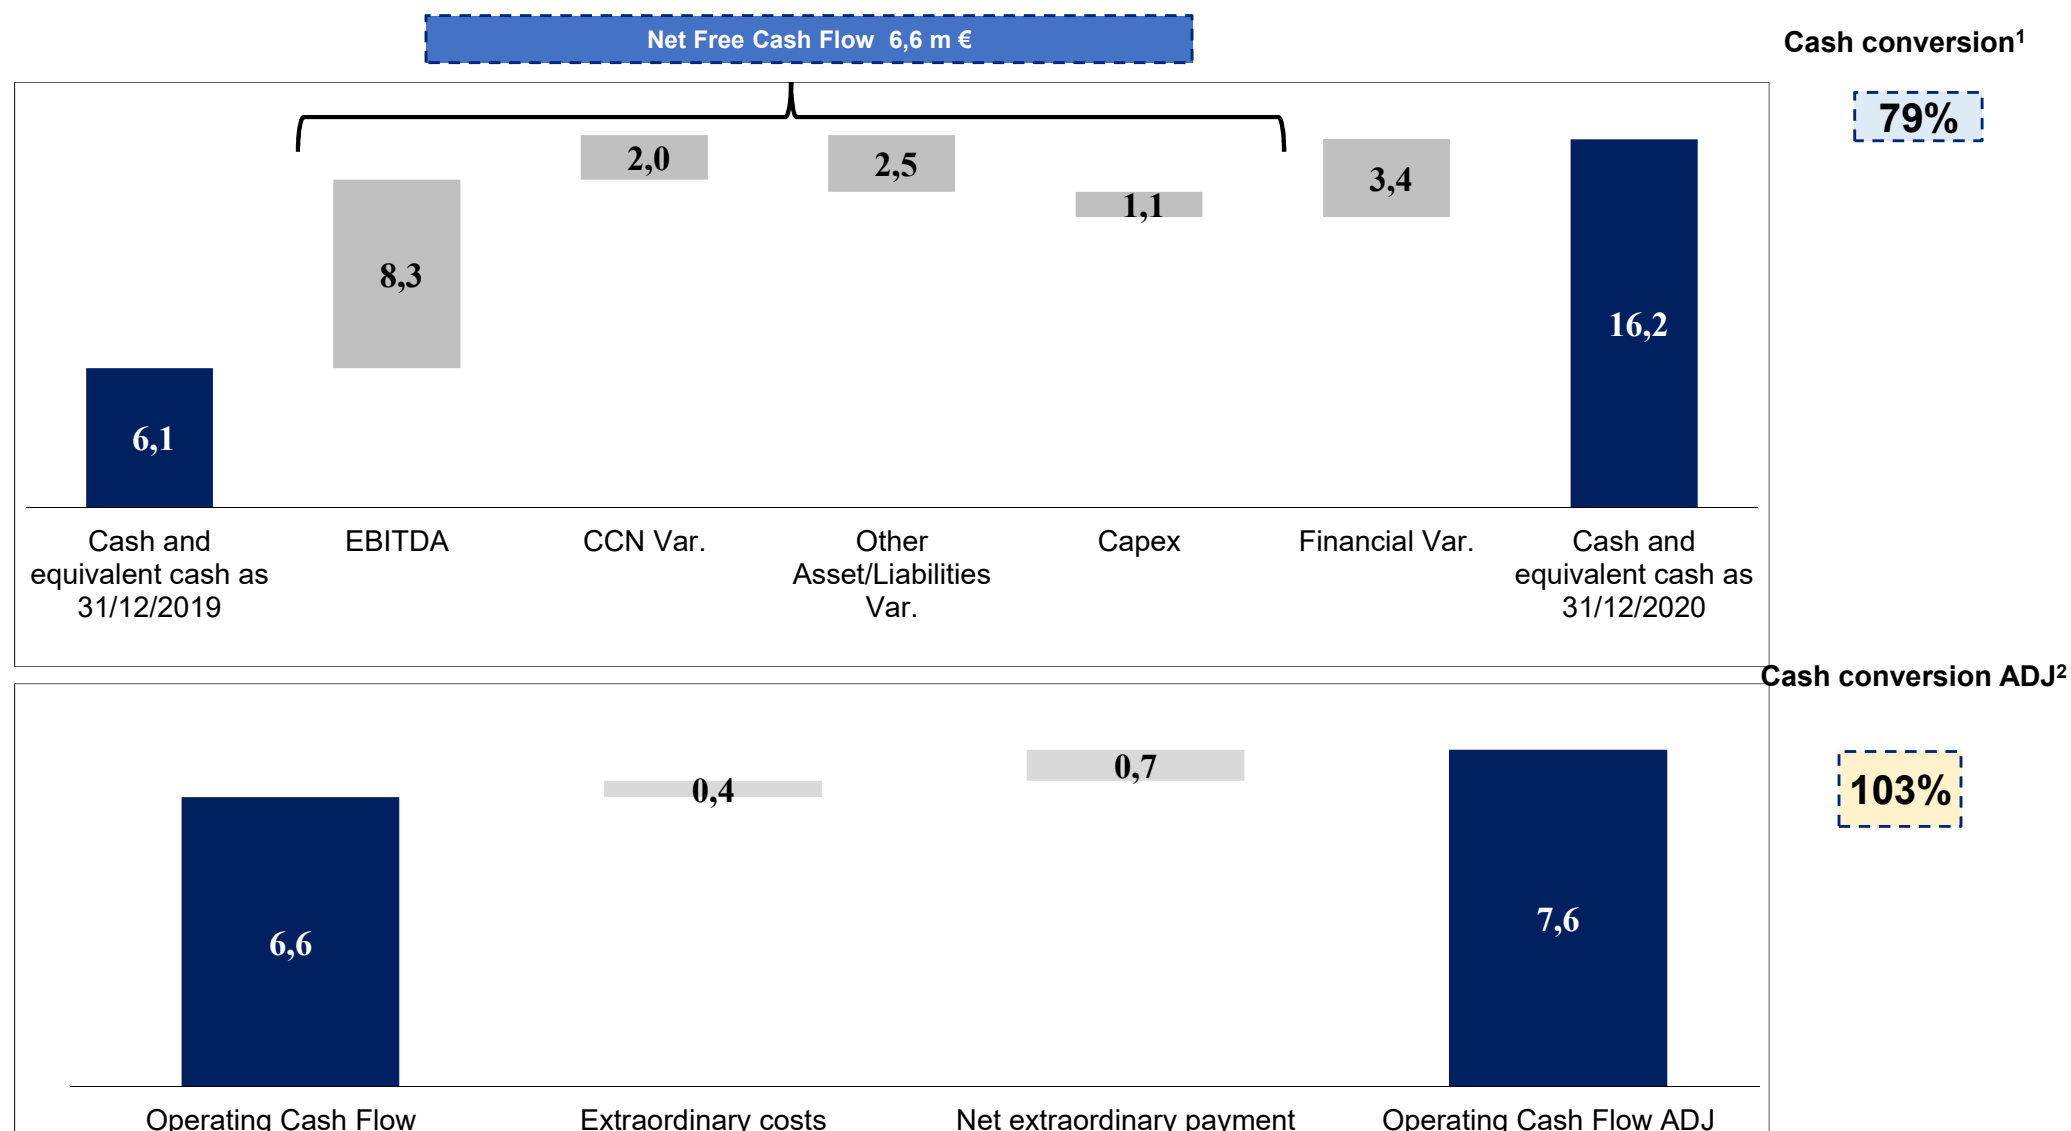 Net Free Cash Flow 6,6 m €
Cash conversion¹
79%
2,0
2,5
3,4
1,1
8,3
16,2
6,1
Cash and
equivalent cash as
31/12/2019
EBITDA
CCN Var.
Other
Asset/Liabilities
Var.
Capex
Financial Var.
Cash and
equivalent cash as
31/12/2020
Cash conversion ADJ²
103%
0,4
0,7
6,6
7,6
Operating Cash Flow
Extraordinary costs
Net extraordinary payment
Operating Cash Flow ADJ